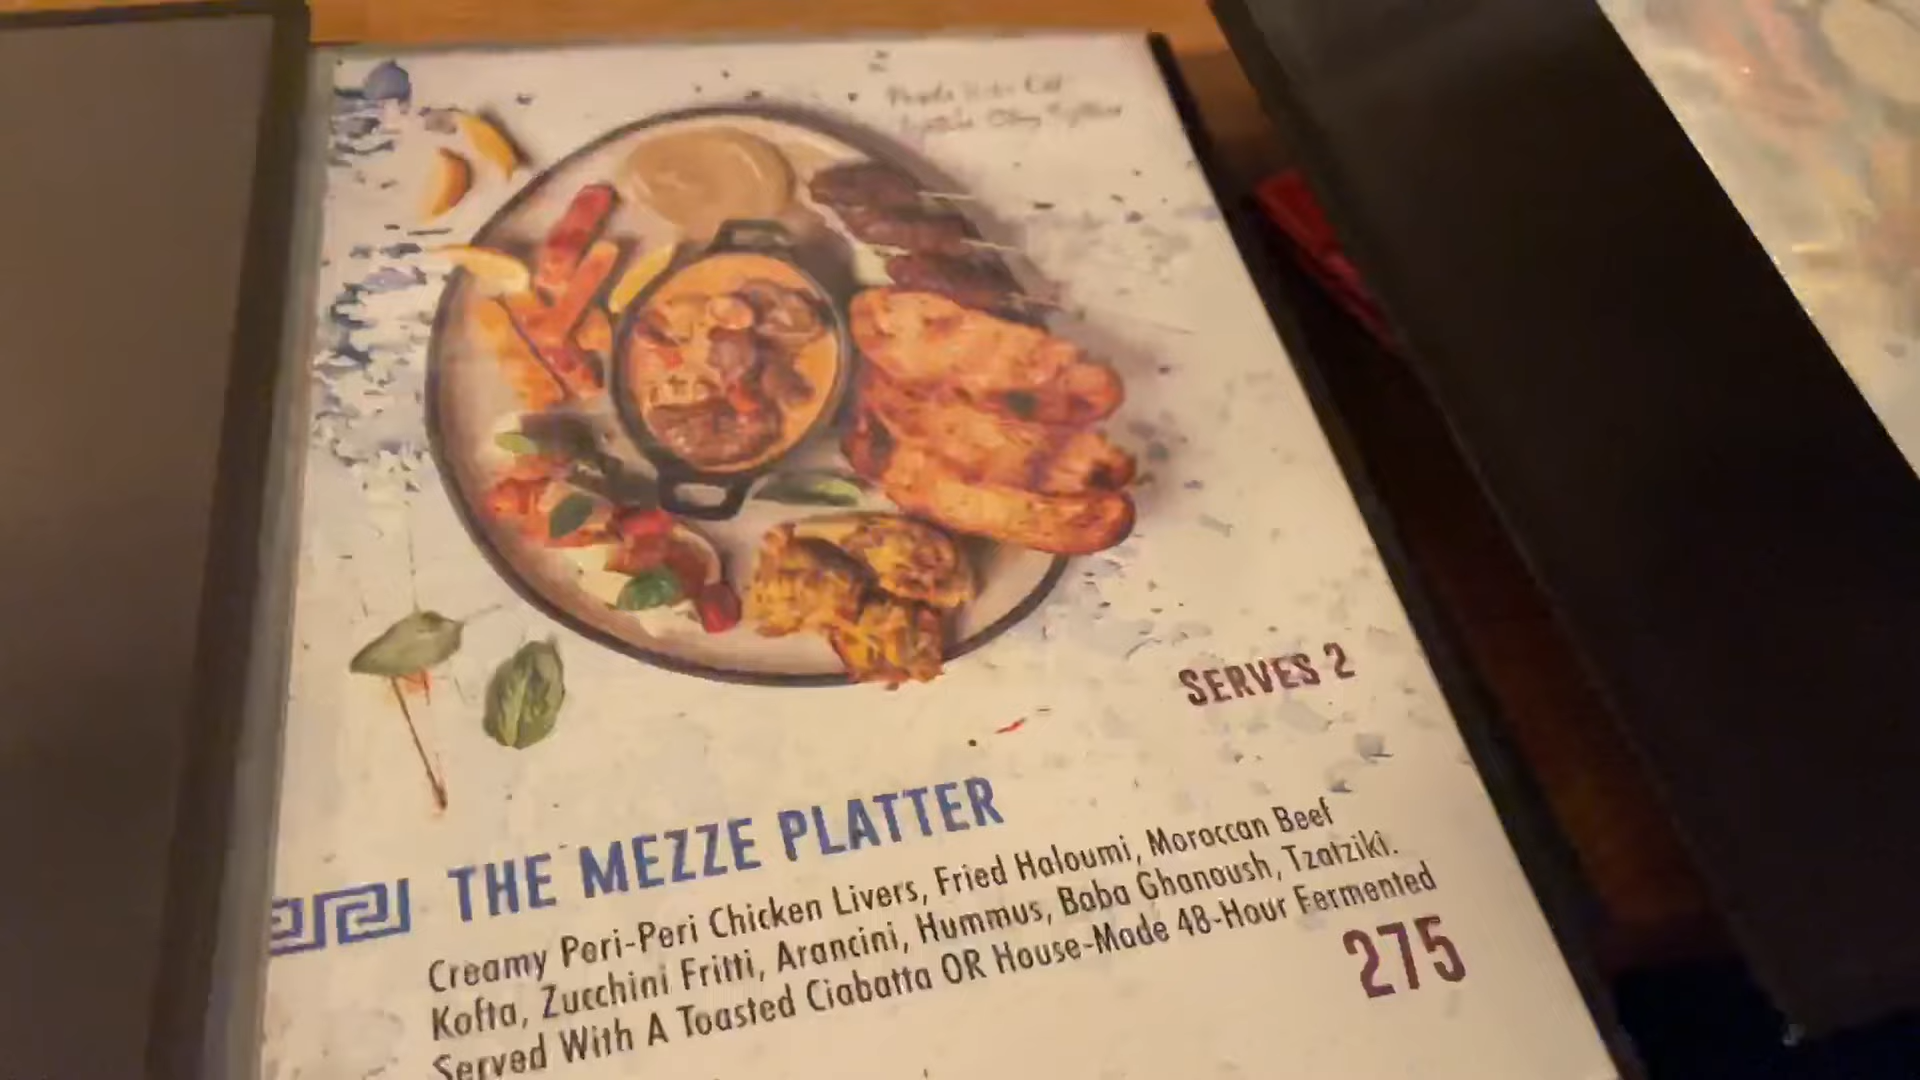 SERVES 2
THE MEZZE PLATTER
Creamy Peri-Peri Chicken Livers, Fried Haloumi, Moroccan Beef
Kofta, Zucchini Fritti, Arancini, Hummus, Baba Ghanoush, Tzatziki.
Served With A Toasted Ciabatta OR House-Made 48-Hour Fermented
275